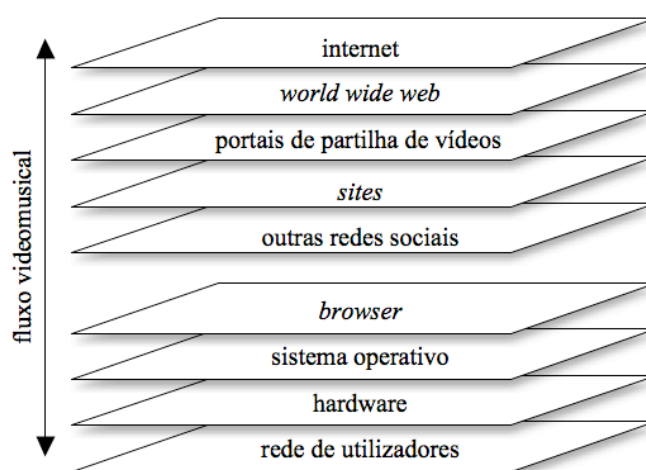 internet
world wide web
portais de partilha de vídeos
sites
outras redes sociais
browser
sistema operativo
hardware
rede de utilizadores
fluxo videomusical